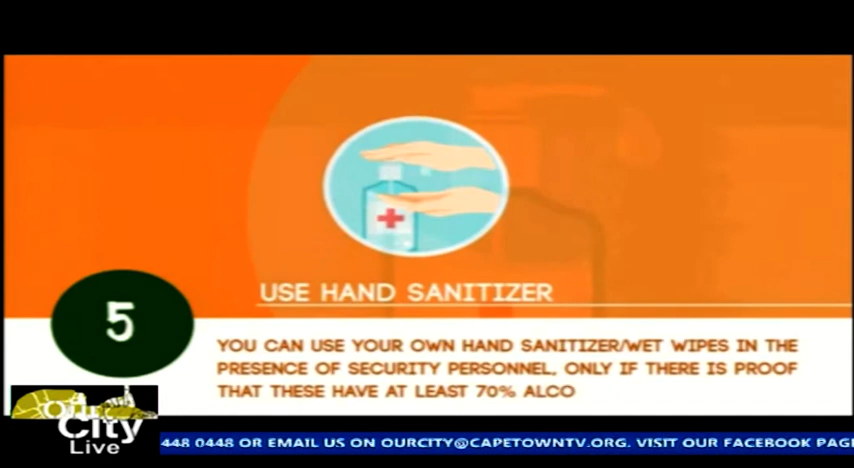 USE HAND SANITIZER
5
YOU CAN USE YOUR OWN HAND SANITIZER/WET WIPES IN THE
PRESENCE OF SECURITY PERSONNEL, ONLY IF THERE IS PROOF
THAT THESE HAVE AT LEAST 70% ALCO
Our
City
Live
448 0448 OR EMAIL US ON OURCITY@CAPETOWNTV.ORG. VISIT OUR FACEBOOK PAG